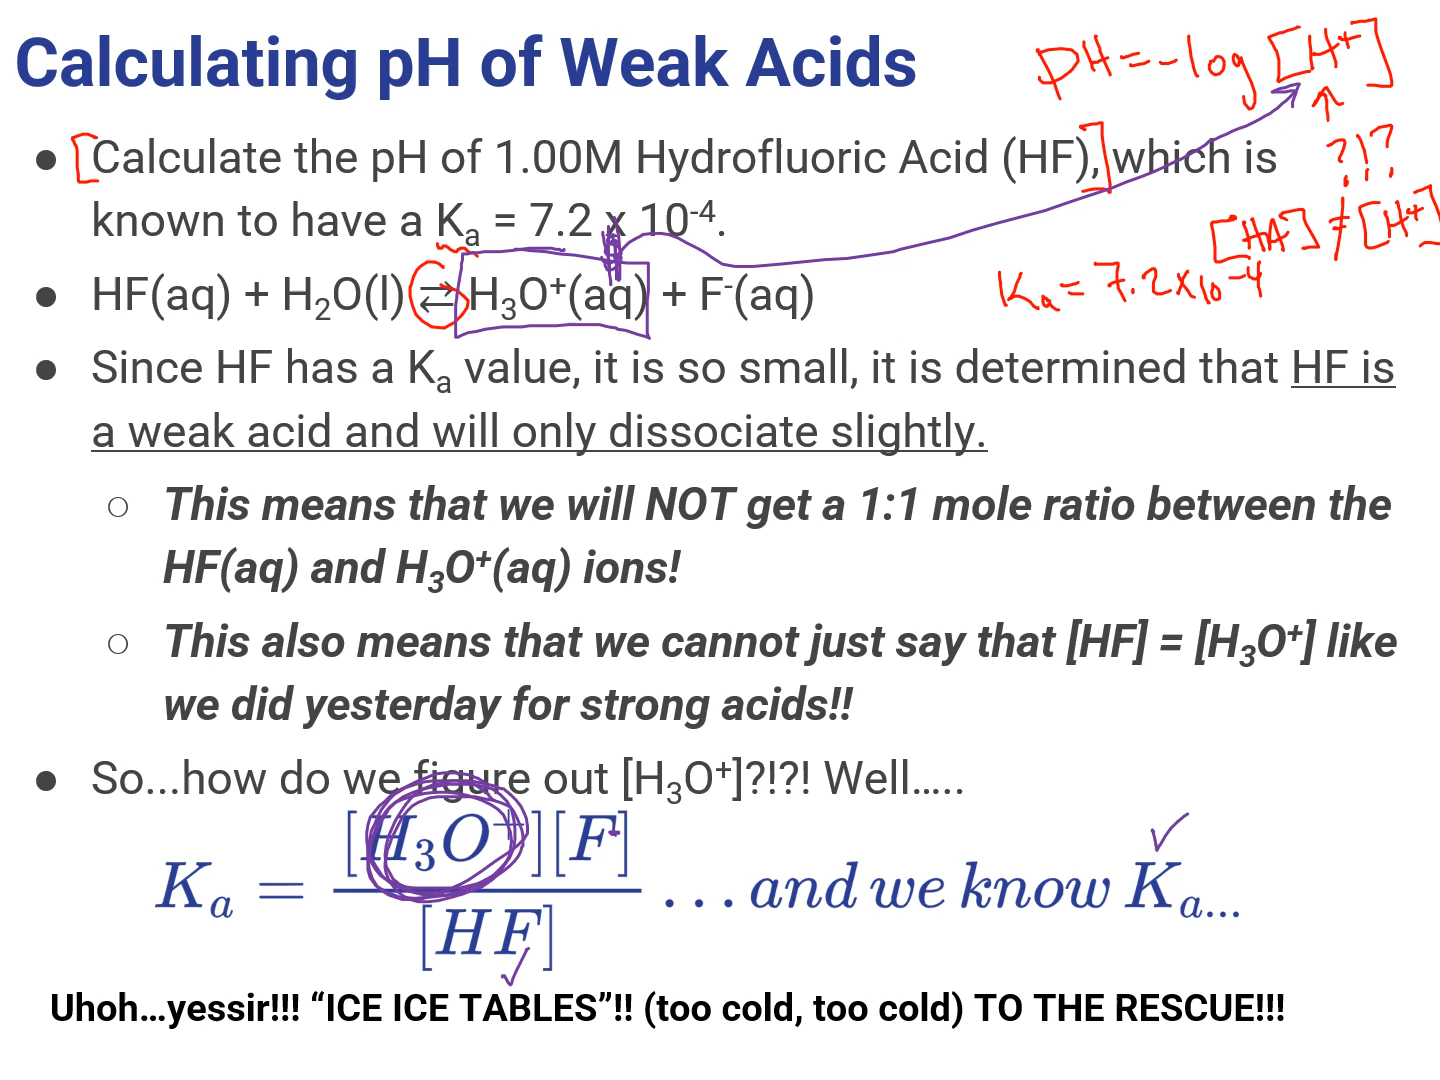 Calculating pH of Weak Acids
pH = -log [H⁺]
?!?
● Calculate the pH of 1.00M Hydrofluoric Acid (HF), which is
known to have a Kₐ = 7.2 x 10⁻⁴.
[HA] ≠ [H⁺]
Kₐ = 7.2x10⁻⁴
● HF(aq) + H₂O(l) ⇄ H₃O⁺(aq) + F⁻(aq)
● Since HF has a Kₐ value, it is so small, it is determined that HF is
a weak acid and will only dissociate slightly.
○ This means that we will NOT get a 1:1 mole ratio between the
HF(aq) and H₃O⁺(aq) ions!
○ This also means that we cannot just say that [HF] = [H₃O⁺] like
we did yesterday for strong acids!!
● So...how do we figure out [H₃O⁺]?!?! Well.....
Kₐ = [H₃O⁺][F⁻] / [HF] ...and we know Kₐ...
Uhoh...yessir!!! “ICE ICE TABLES”!! (too cold, too cold) TO THE RESCUE!!!